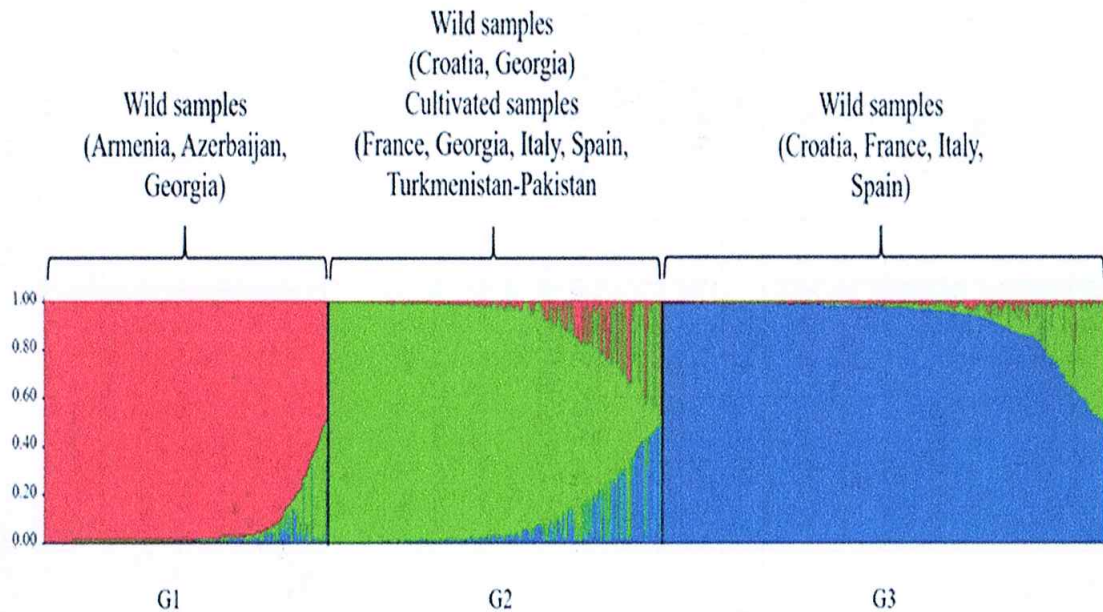 Wild samples
(Croatia, Georgia)
Cultivated samples
(France, Georgia, Italy, Spain,
Turkmenistan-Pakistan
Wild samples
(Armenia, Azerbaijan,
Georgia)
Wild samples
(Croatia, France, Italy,
Spain)
1.00
0.80
0.60
0.40
0.20
0.00
G1
G2
G3